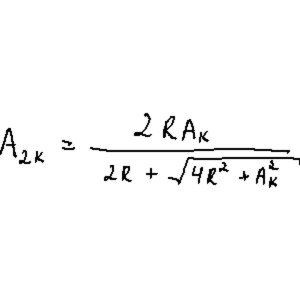 A_{2K} = \frac{2RA_K}{2R + \sqrt{4R^2 + A_K^2}}